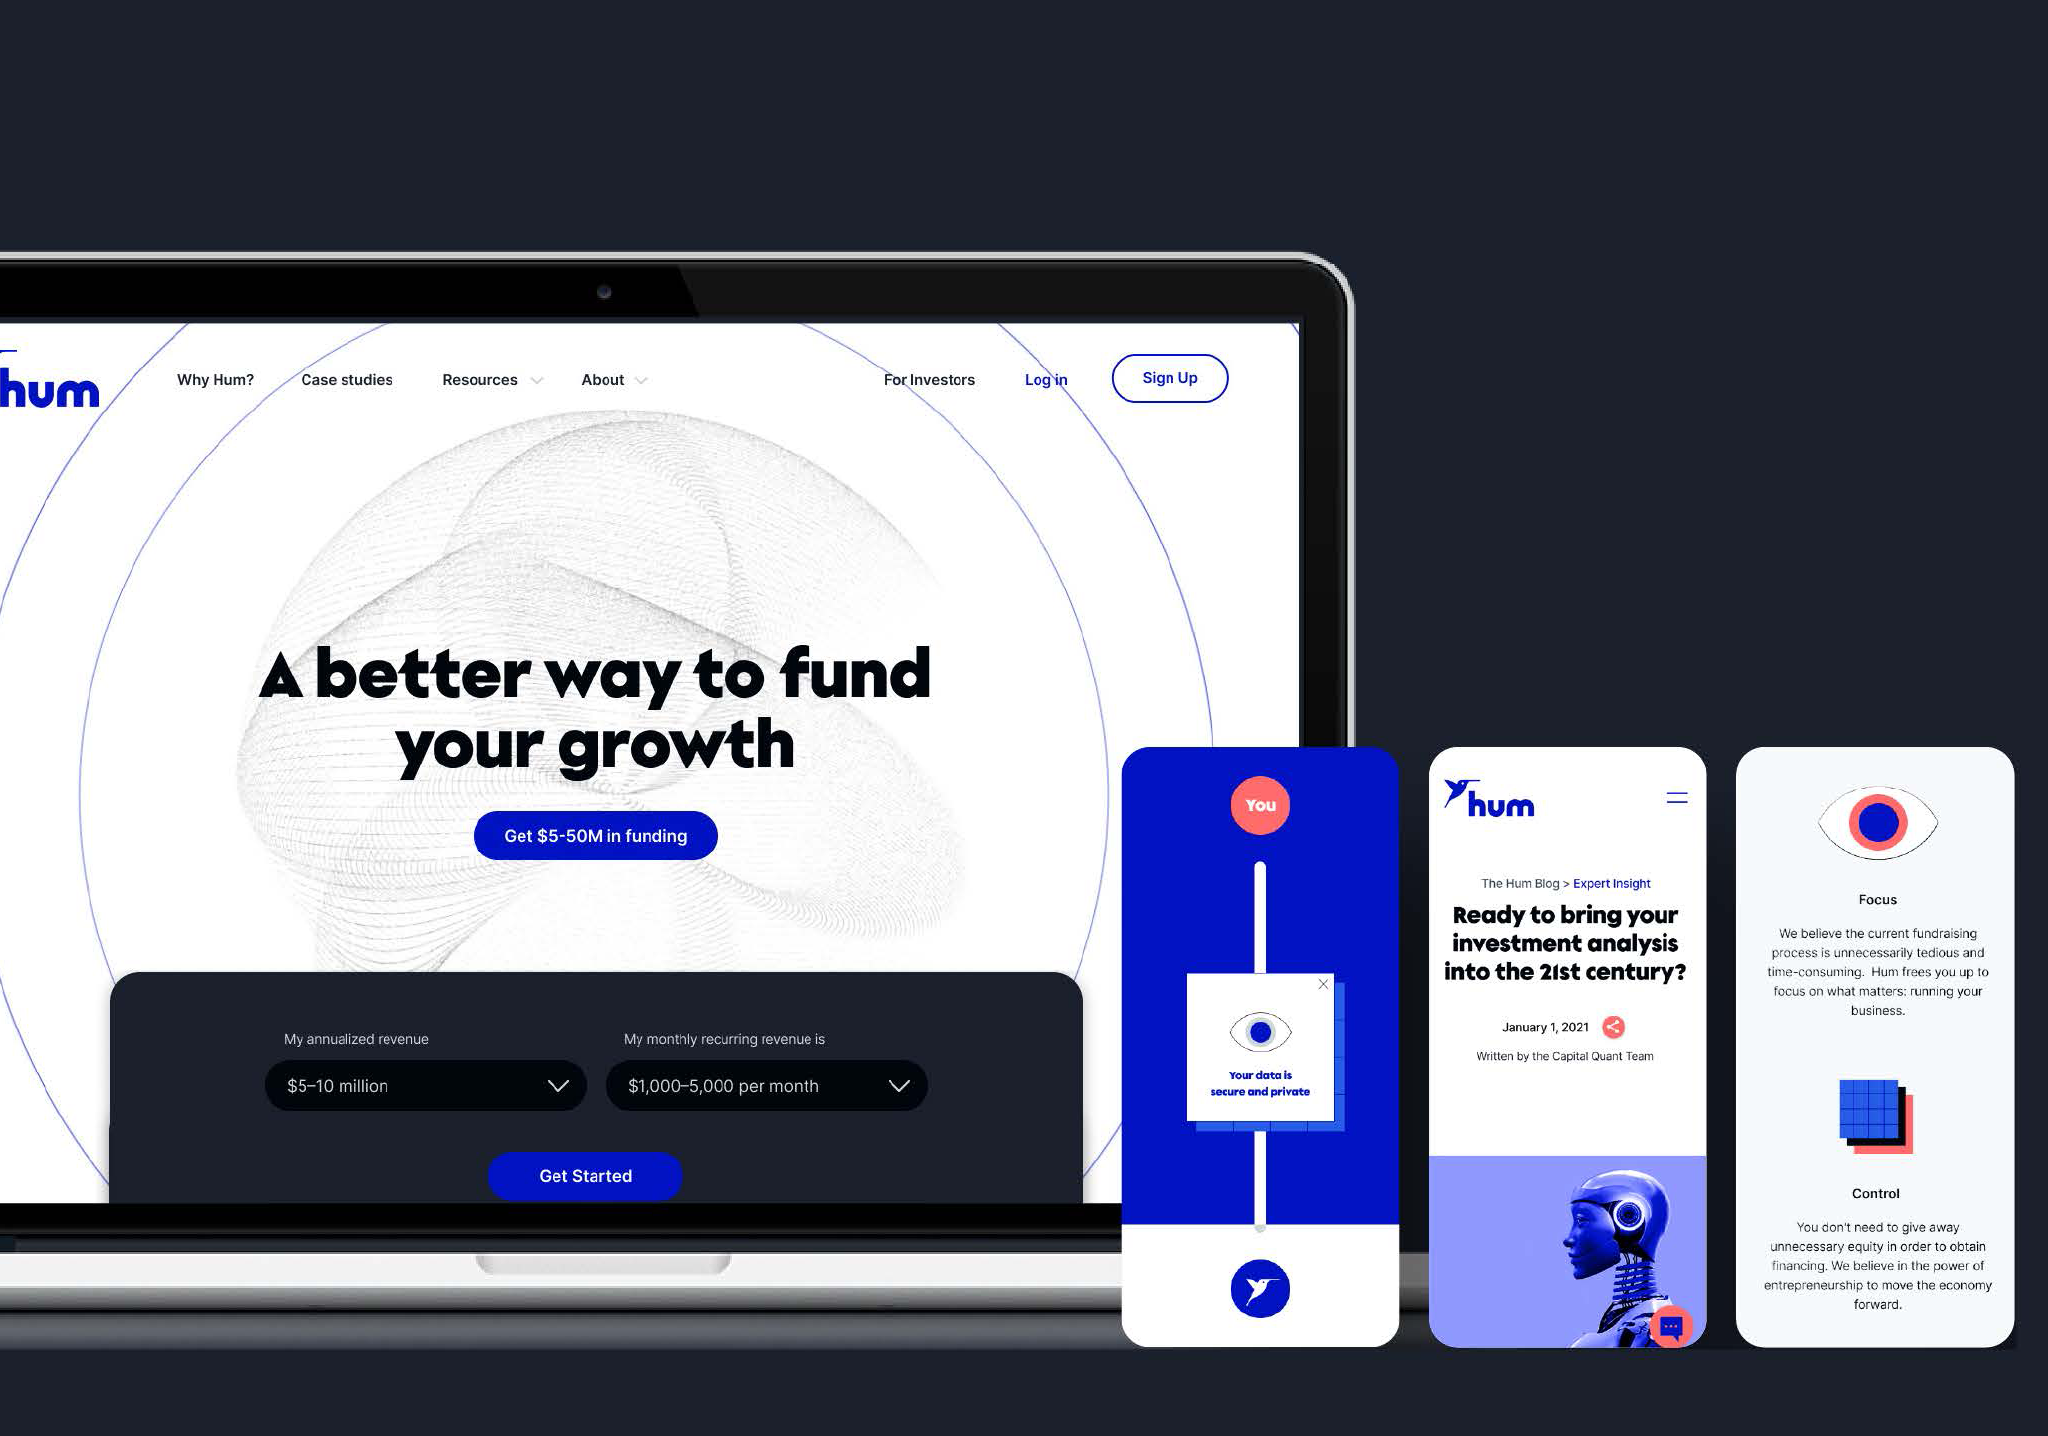 hum
Why Hum?
Case studies
Resources
About
For Investors
Log in
Sign Up
A better way to fund
your growth
Get $5-50M in funding
My annualized revenue
My monthly recurring revenue is
$5–10 million
$1,000–5,000 per month
Get Started
You
Your data is
secure and private
hum
The Hum Blog > Expert Insight
Ready to bring your
investment analysis
into the 21st century?
January 1, 2021
Written by the Capital Quant Team
Focus
We believe the current fundraising
process is unnecessarily tedious and
time-consuming. Hum frees you up to
focus on what matters: running your
business.
Control
You don't need to give away
unnecessary equity in order to obtain
financing. We believe in the power of
entrepreneurship to move the economy
forward.